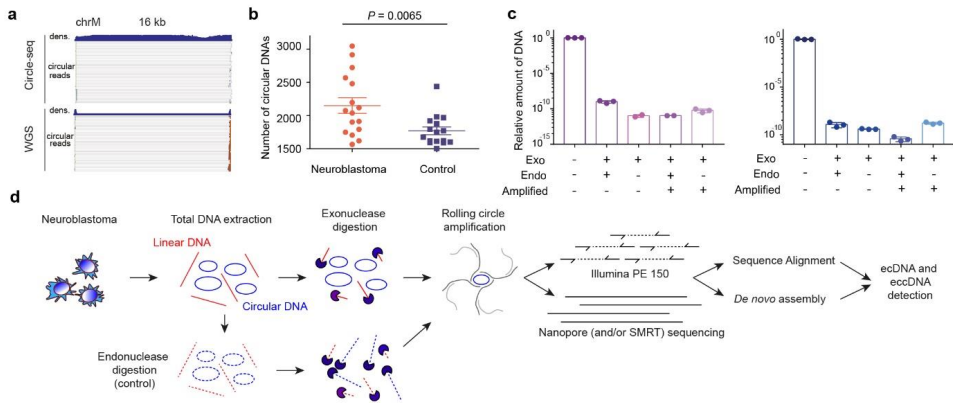 a
chrM 16 kb
Circle-seq
dens.
circular
reads
WGS
dens.
circular
reads
b
P = 0.0065
Number of circular DNAs
3000
2500
2000
1500
Neuroblastoma
Control
c
Relative amount of DNA
10⁰
10⁻⁵
10⁻¹⁰
10⁻¹⁵
Exo - + + + +
Endo - + - + -
Amplified - - - + +
10⁰
10⁻⁵
10⁻¹⁰
Exo - + + + +
Endo - + - + -
Amplified - - - + +
d
Neuroblastoma
Total DNA extraction
Linear DNA
Circular DNA
Exonuclease
digestion
Rolling circle
amplification
Illumina PE 150
Nanopore (and/or SMRT) sequencing
Sequence Alignment
De novo assembly
ecDNA and
eccDNA
detection
Endonuclease
digestion
(control)